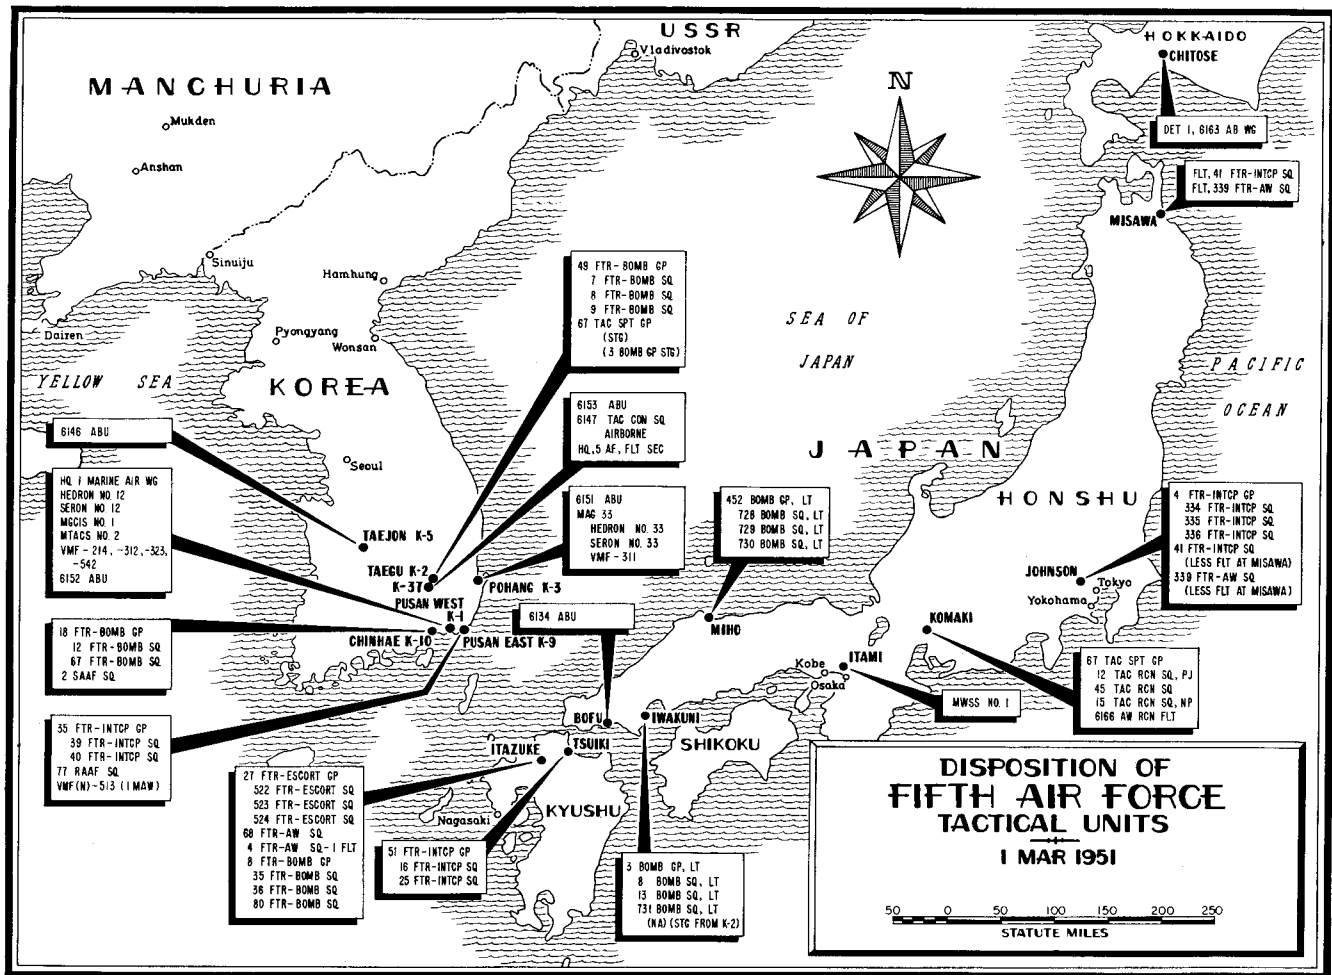 USSR
Vladivostok
HOKKAIDO
CHITOSE
MANCHURIA
Mukden
Anshan
N
DET 1, 6163 AB WG
FLT, 41 FTR-INTCP SQ
FLT, 339 FTR-AW SQ
MISAWA
Sinuiju
Hamhung
49 FTR-BOMB GP
7 FTR-BOMB SQ
8 FTR-BOMB SQ
9 FTR-BOMB SQ
67 TAC SPT GP
(STG)
(3 BOMB GP STG)
SEA OF
JAPAN
Dairen
Pyongyang
Wonsan
YELLOW SEA
KOREA
PACIFIC
OCEAN
6146 ABU
6153 ABU
6147 TAC CON SQ
AIRBORNE
HQ, 5 AF, FLT SEC
JAPAN
Seoul
HQ 1 MARINE AIR WG
HEDRON NO. 12
SERON NO. 12
MGCIS NO. 1
MTACS NO. 2
VMF-214, -312, -323,
-542
6152 ABU
6151 ABU
MAG 33
HEDRON NO. 33
SERON NO. 33
VMF-311
452 BOMB GP, LT
728 BOMB SQ, LT
729 BOMB SQ, LT
730 BOMB SQ, LT
HONSHU
4 FTR-INTCP GP
334 FTR-INTCP SQ
335 FTR-INTCP SQ
336 FTR-INTCP SQ
41 FTR-INTCP SQ
(LESS FLT AT MISAWA)
339 FTR-AW SQ
(LESS FLT AT MISAWA)
TAEJON K-5
TAEGU K-2
K-37
POHANG K-3
JOHNSON
Tokyo
Yokohama
PUSAN WEST
K-1
CHINHAE K-10
PUSAN EAST K-9
6134 ABU
MIHO
KOMAKI
18 FTR-BOMB GP
12 FTR-BOMB SQ
67 FTR-BOMB SQ
2 SAAF SQ
Kobe
Osaka
ITAMI
MWSS NO. 1
67 TAC SPT GP
12 TAC RCN SQ, PJ
45 TAC RCN SQ
15 TAC RCN SQ, NP
6166 AW RCN FLT
35 FTR-INTCP GP
39 FTR-INTCP SQ
40 FTR-INTCP SQ
77 RAAF SQ
VMF(N)-513 (1 MAW)
BOFU
IWAKUNI
TSUIKI
ITAZUKE
SHIKOKU
KYUSHU
Nagasaki
27 FTR-ESCORT GP
522 FTR-ESCORT SQ
523 FTR-ESCORT SQ
524 FTR-ESCORT SQ
68 FTR-AW SQ
4 FTR-AW SQ-1 FLT
8 FTR-BOMB GP
35 FTR-BOMB SQ
36 FTR-BOMB SQ
80 FTR-BOMB SQ
51 FTR-INTCP GP
16 FTR-INTCP SQ
25 FTR-INTCP SQ
3 BOMB GP, LT
8 BOMB SQ, LT
13 BOMB SQ, LT
731 BOMB SQ, LT
(NA) (STG FROM K-2)
DISPOSITION OF
FIFTH AIR FORCE
TACTICAL UNITS
1 MAR 1951
50 0 50 100 150 200 250
STATUTE MILES